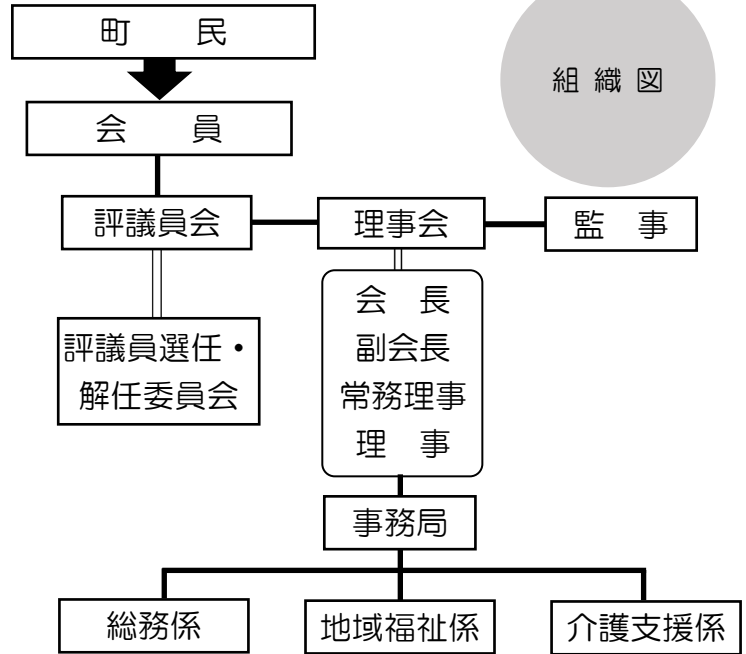 町　民
組 織 図
会　員
評議員会
理事会
監　事
会　長
副会長
常務理事
理　事
評議員選任・
解任委員会
事務局
総務係
地域福祉係
介護支援係